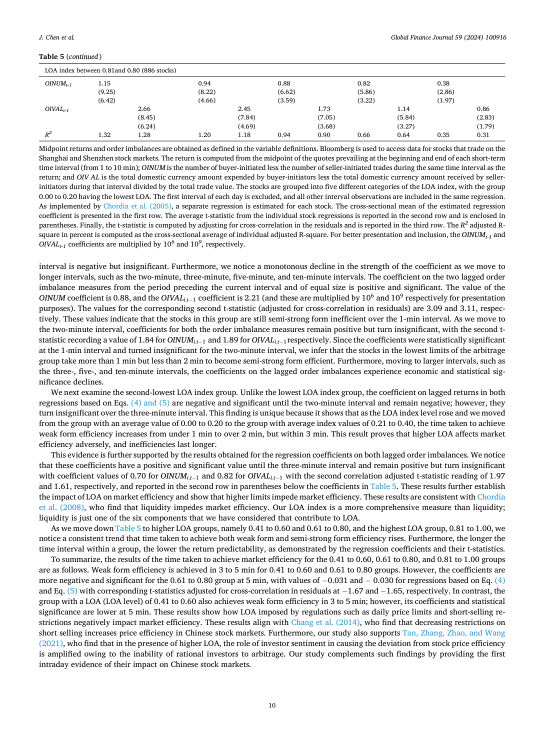 J. Chen et al.
Global Finance Journal 59 (2024) 100916
Table 5 (continued)
LOA index between 0.81and 0.80 (886 stocks)
OINUMt-1 1.15 0.94 0.88 0.82 0.38
(9.25) (8.22) (6.62) (5.86) (2.86)
(6.42) (4.66) (3.59) (3.22) (1.97)
OIVALt-1 2.66 2.45 1.73 1.14 0.86
(8.45) (7.84) (7.05) (5.84) (2.83)
(6.24) (4.69) (3.68) (3.27) (1.79)
R2 1.32 1.28 1.20 1.18 0.94 0.90 0.66 0.64 0.35 0.31
Midpoint returns and order imbalances are obtained as defined in the variable definitions. Bloomberg is used to access data for stocks that trade on the
Shanghai and Shenzhen stock markets. The return is computed from the midpoint of the quotes prevailing at the beginning and end of each short-term
time interval (from 1 to 10 min); OINUM is the number of buyer-initiated less the number of seller-initiated trades during the same time interval as the
return; and OIV AL is the total domestic currency amount expended by buyer-initiators less the total domestic currency amount received by seller-
initiators during that interval divided by the total trade value. The stocks are grouped into five different categories of the LOA index, with the group
0.00 to 0.20 having the lowest LOA. The first interval of each day is excluded, and all other interval observations are included in the same regression.
As implemented by Chordia et al. (2005), a separate regression is estimated for each stock. The cross-sectional mean of the estimated regression
coefficient is presented in the first row. The average t-statistic from the individual stock regressions is reported in the second row and is enclosed in
parentheses. Finally, the t-statistic is computed by adjusting for cross-correlation in the residuals and is reported in the third row. The R2 adjusted R-
square in percent is computed as the cross-sectional average of individual adjusted R-square. For better presentation and inclusion, the OINUMt-1 and
OIVALt-1 coefficients are multiplied by 106 and 109, respectively.
interval is negative but insignificant. Furthermore, we notice a monotonous decline in the strength of the coefficient as we move to
longer intervals, such as the two-minute, three-minute, five-minute, and ten-minute intervals. The coefficient on the two lagged order
imbalance measures from the period preceding the current interval and of equal size is positive and significant. The value of the
OINUM coefficient is 0.88, and the OIVALi,t−1 coefficient is 2.21 (and these are multiplied by 106 and 109 respectively for presentation
purposes). The values for the corresponding second t-statistic (adjusted for cross-correlation in residuals) are 3.09 and 3.11, respec-
tively. These values indicate that the stocks in this group are still semi-strong form inefficient over the 1-min interval. As we move to
the two-minute interval, coefficients for both the order imbalance measures remain positive but turn insignificant, with the second t-
statistic recording a value of 1.84 for OINUMi,t−1 and 1.89 for OIVALi,t−1 respectively. Since the coefficients were statistically significant
at the 1-min interval and turned insignificant for the two-minute interval, we infer that the stocks in the lowest limits of the arbitrage
group take more than 1 min but less than 2 min to become semi-strong form efficient. Furthermore, moving to larger intervals, such as
the three-, five-, and ten-minute intervals, the coefficients on the lagged order imbalances experience economic and statistical sig-
nificance declines.
We next examine the second-lowest LOA index group. Unlike the lowest LOA index group, the coefficient on lagged returns in both
regressions based on Eqs. (4) and (5) are negative and significant until the two-minute interval and remain negative; however, they
turn insignificant over the three-minute interval. This finding is unique because it shows that as the LOA index level rose and we moved
from the group with an average value of 0.00 to 0.20 to the group with average index values of 0.21 to 0.40, the time taken to achieve
weak form efficiency increases from under 1 min to over 2 min, but within 3 min. This result proves that higher LOA affects market
efficiency adversely, and inefficiencies last longer.
This evidence is further supported by the results obtained for the regression coefficients on both lagged order imbalances. We notice
that these coefficients have a positive and significant value until the three-minute interval and remain positive but turn insignificant
with coefficient values of 0.70 for OINUMi,t−1 and 0.82 for OIVALi,t−1 with the second correlation adjusted t-statistic reading of 1.97
and 1.61, respectively, and reported in the second row in parentheses below the coefficients in Table 5. These results further establish
the impact of LOA on market efficiency and show that higher limits impede market efficiency. These results are consistent with Chordia
et al. (2008), who find that liquidity impedes market efficiency. Our LOA index is a more comprehensive measure than liquidity;
liquidity is just one of the six components that we have considered that contribute to LOA.
As we move down Table 5 to higher LOA groups, namely 0.41 to 0.60 and 0.61 to 0.80, and the highest LOA group, 0.81 to 1.00, we
notice a consistent trend that time taken to achieve both weak form and semi-strong form efficiency rises. Furthermore, the longer the
time interval within a group, the lower the return predictability, as demonstrated by the regression coefficients and their t-statistics.
To summarize, the results of the time taken to achieve market efficiency for the 0.41 to 0.60, 0.61 to 0.80, and 0.81 to 1.00 groups
are as follows. Weak form efficiency is achieved in 3 to 5 min for 0.41 to 0.60 and 0.61 to 0.80 groups. However, the coefficients are
more negative and significant for the 0.61 to 0.80 group at 5 min, with values of −0.031 and − 0.030 for regressions based on Eq. (4)
and Eq. (5) with corresponding t-statistics adjusted for cross-correlation in residuals at −1.67 and −1.65, respectively. In contrast, the
group with a LOA (LOA level) of 0.41 to 0.60 also achieves weak form efficiency in 3 to 5 min; however, its coefficients and statistical
significance are lower at 5 min. These results show how LOA imposed by regulations such as daily price limits and short-selling re-
strictions negatively impact market efficiency. These results align with Chang et al. (2014), who find that decreasing restrictions on
short selling increases price efficiency in Chinese stock markets. Furthermore, our study also supports Tan, Zhang, Zhao, and Wang
(2021), who find that in the presence of higher LOA, the role of investor sentiment in causing the deviation from stock price efficiency
is amplified owing to the inability of rational investors to arbitrage. Our study complements such findings by providing the first
intraday evidence of their impact on Chinese stock markets.
10